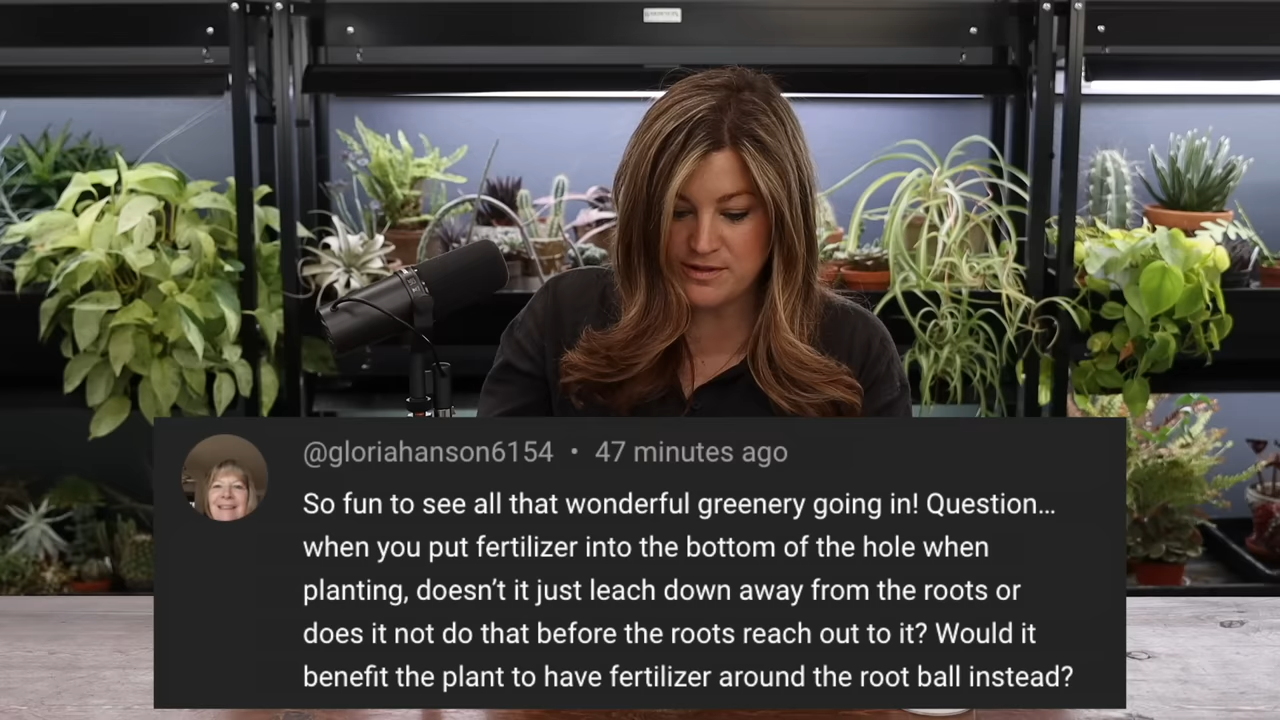 @gloriahanson6154 • 47 minutes ago
So fun to see all that wonderful greenery going in! Question...
when you put fertilizer into the bottom of the hole when
planting, doesn’t it just leach down away from the roots or
does it not do that before the roots reach out to it? Would it
benefit the plant to have fertilizer around the root ball instead?